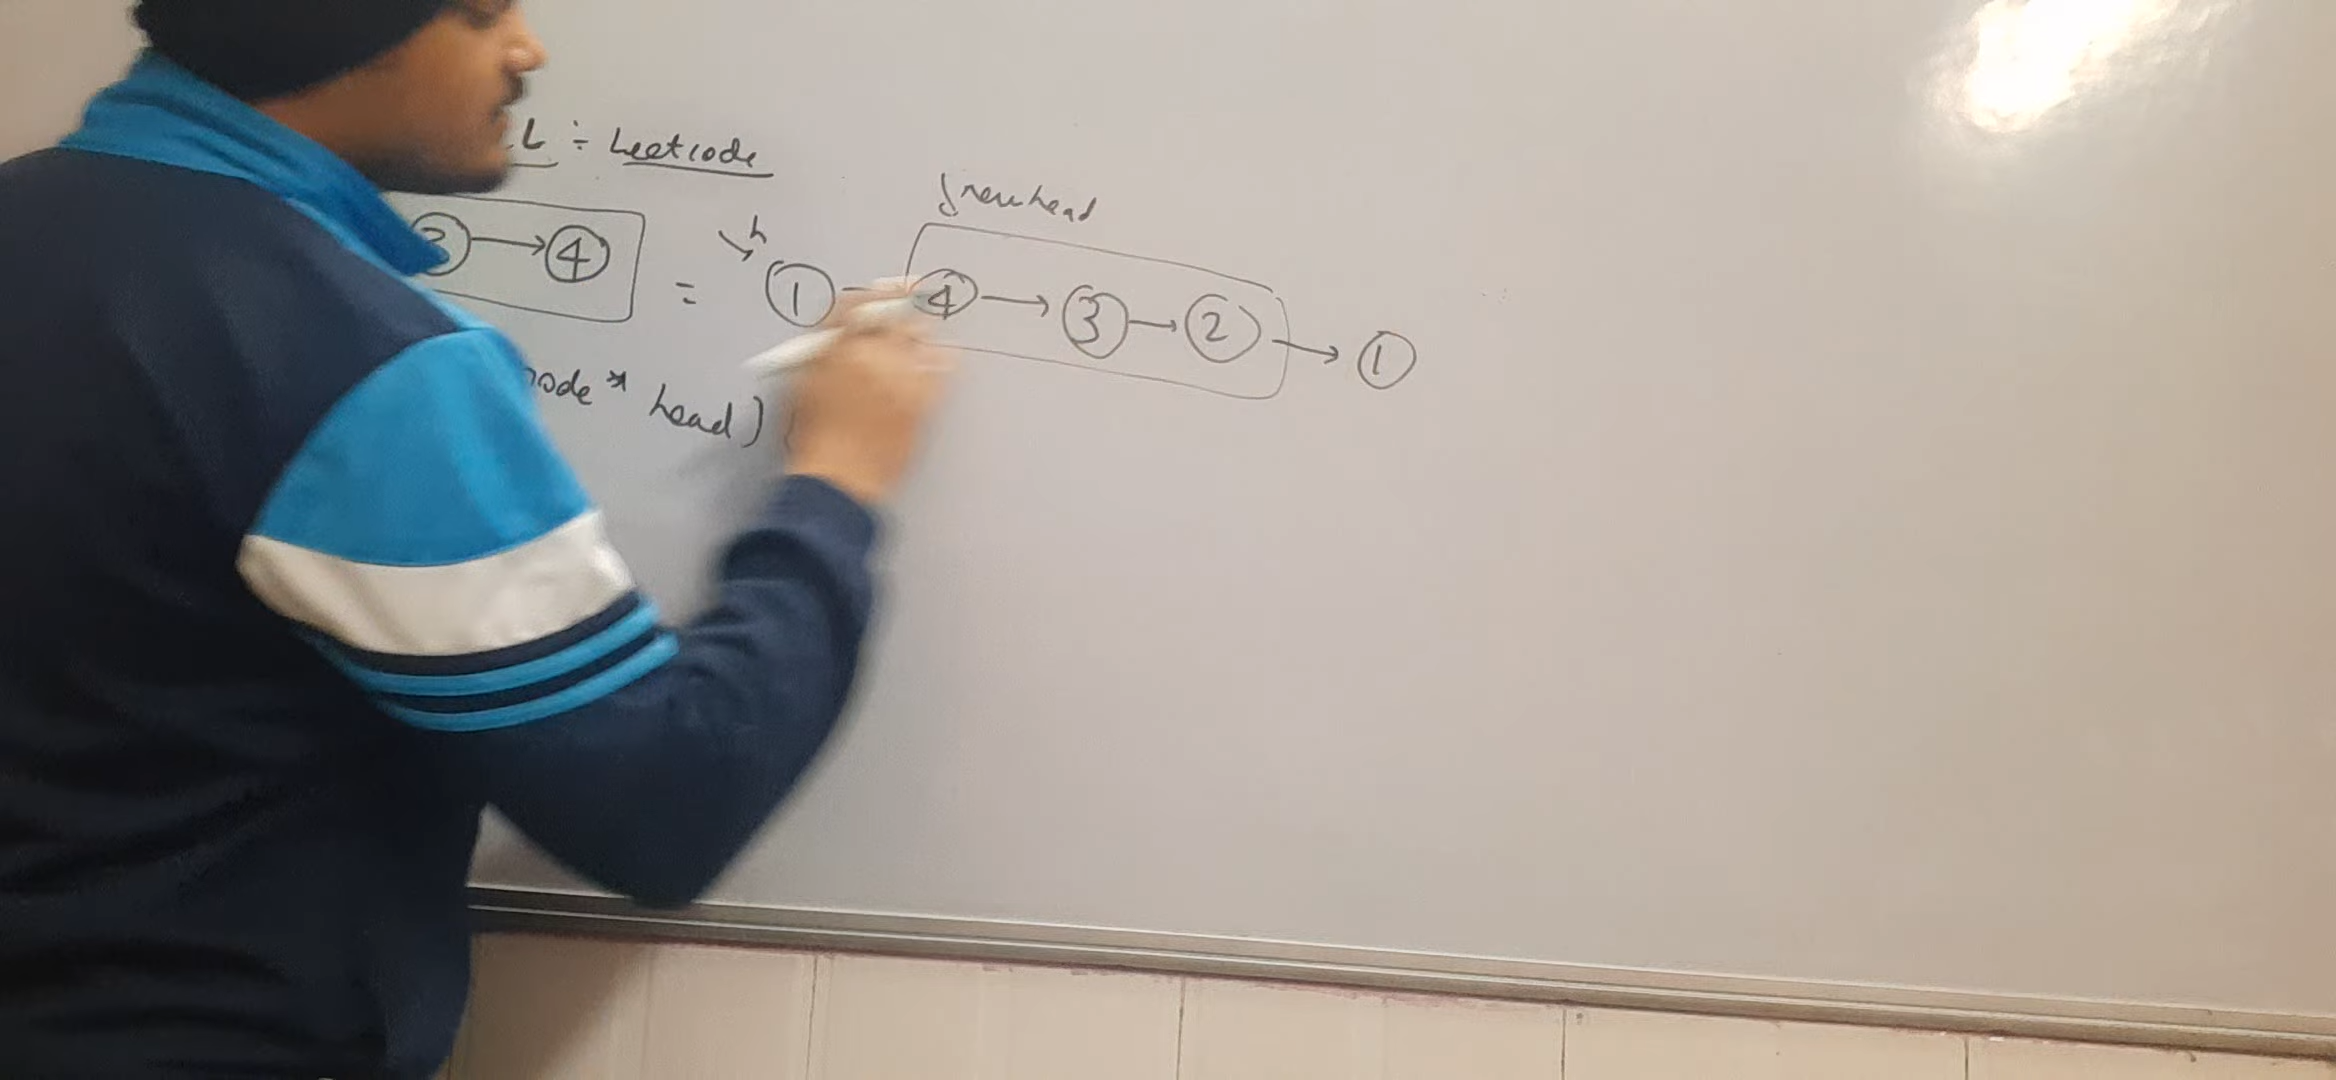 L ÷ Leetcode
newhead
3 → 4 = h 1 4 → 3 → 2 → 1
node* head) {